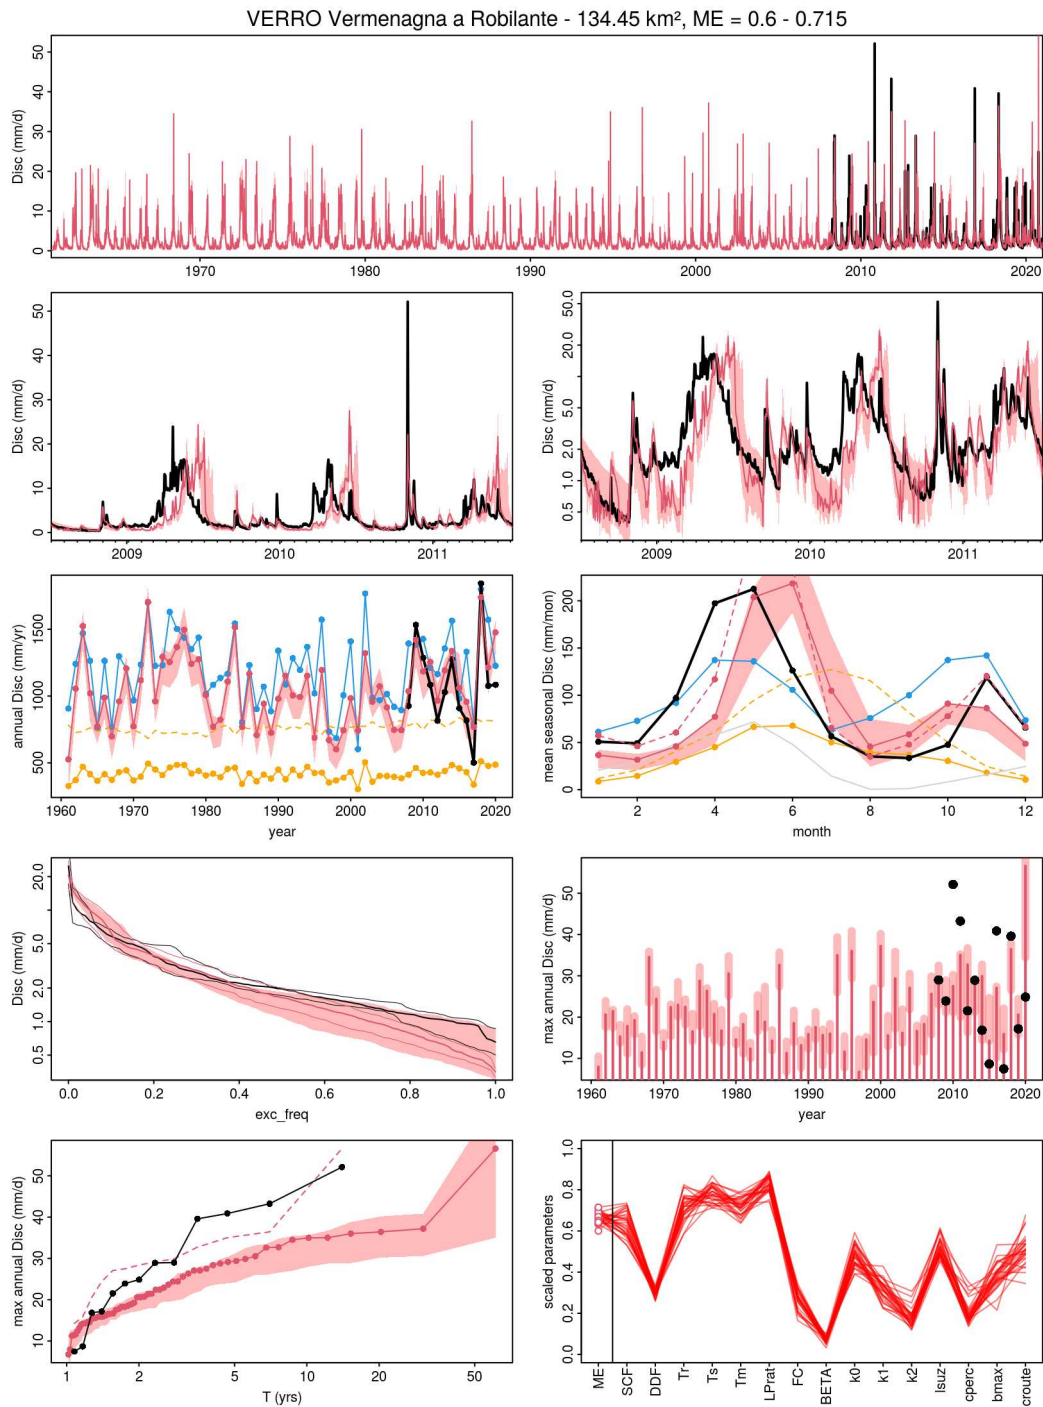 VERRO Vermenagna a Robilante - 134.45 km², ME = 0.6 - 0.715
Disc (mm/d)
0 10 20 30 40 50
1970 1980 1990 2000 2010 2020
Disc (mm/d)
0 10 20 30 40 50
2009 2010 2011
Disc (mm/d)
0.5 1.0 2.0 5.0 20.0 50.0
2009 2010 2011
annual Disc (mm/yr)
500 1000 1500
1960 1970 1980 1990 2000 2010 2020
year
mean seasonal Disc (mm/mon)
0 50 100 150 200
2 4 6 8 10 12
month
Disc (mm/d)
0.5 1.0 2.0 5.0 20.0
0.0 0.2 0.4 0.6 0.8 1.0
exc_freq
max annual Disc (mm/d)
10 20 30 40 50
1960 1970 1980 1990 2000 2010 2020
year
max annual Disc (mm/d)
10 20 30 40 50
1 2 5 10 20 50
T (yrs)
scaled parameters
0.0 0.2 0.4 0.6 0.8 1.0
ME SCF DDF Tr Ts Tm LPrat FC BETA k0 k1 k2 lsuz cperc bmax croute